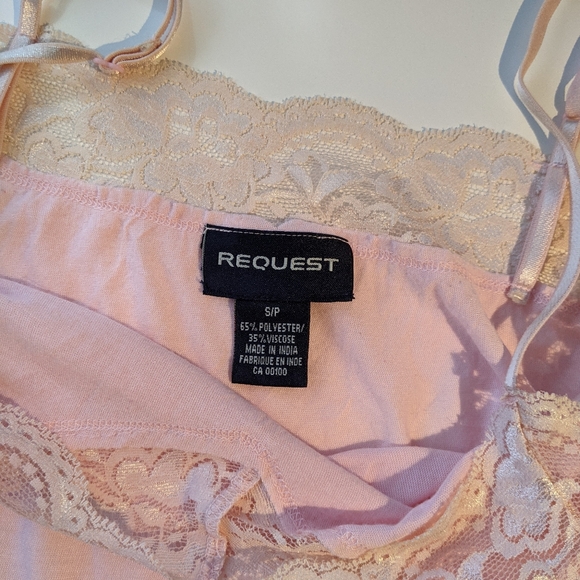 REQUEST
S/P
65% POLYESTER/
35% VISCOSE
MADE IN INDIA
FABRIQUE EN INDE
CA 00100